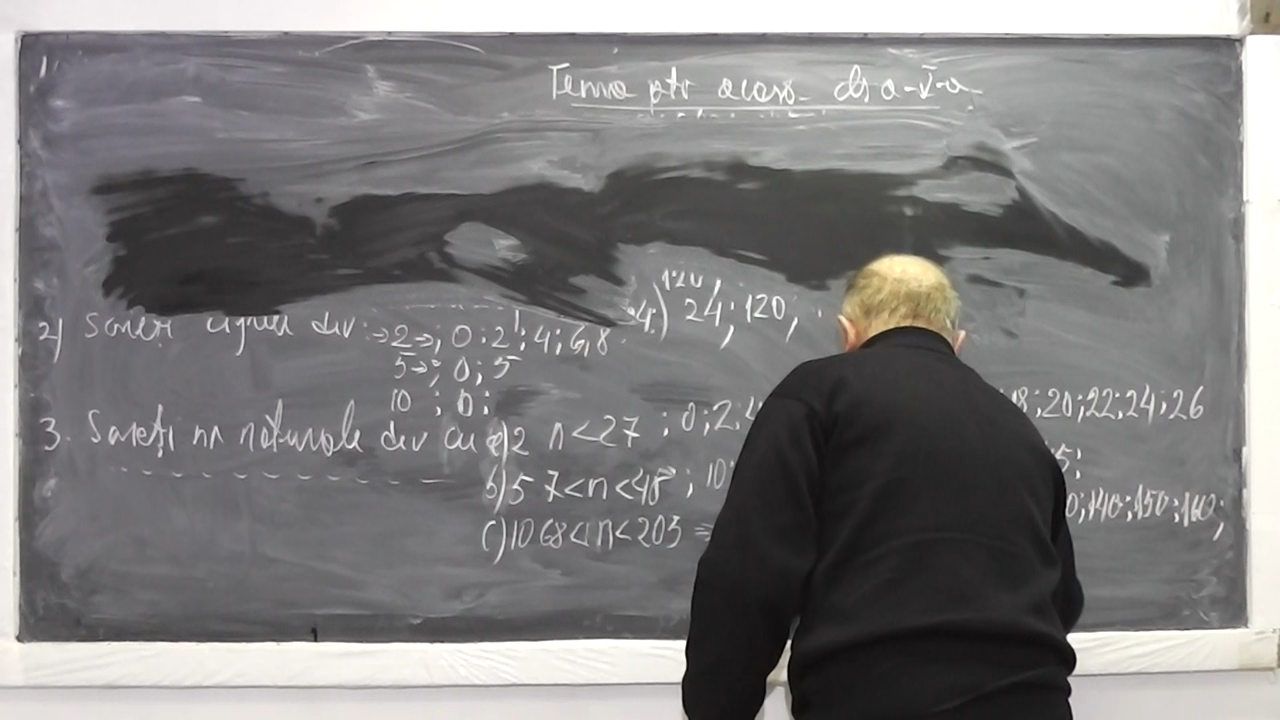 Tema ptr acasă cls a-V-a
4) 120, 24; 120;
2) Scrieți cifrele div :→2→; 0; 2; 4; 6; 8.
5→; 0; 5
10 ; 0;
18; 20; 22; 24; 26
3. Scrieți nr naturale div cu a) 2 n<27 ; 0; 2;
5;
b) 5 7<n<48 ; 10;
0; 140; 150; 160;
c) 10 68<n<203 ⇒